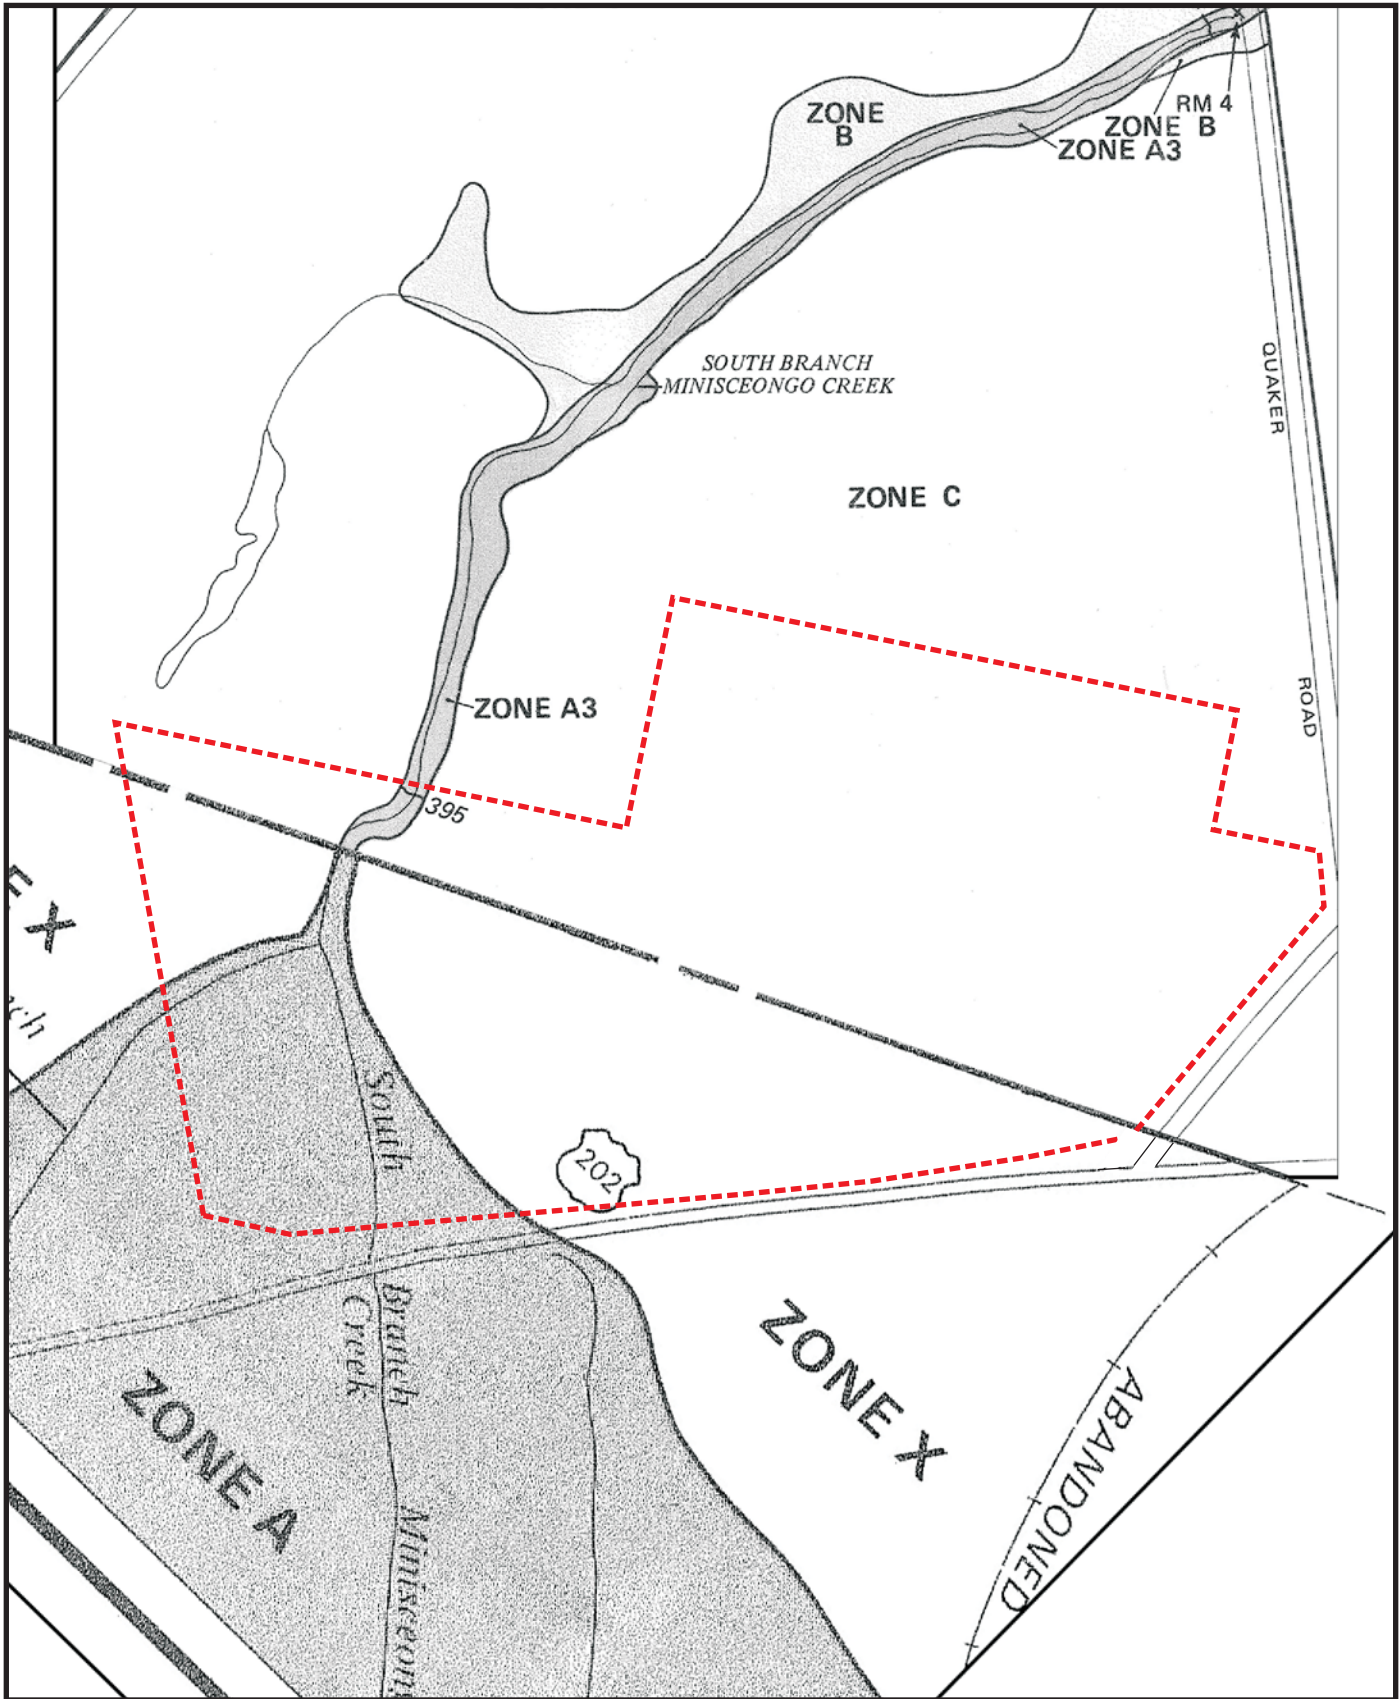 ZONE
B
RM 4
ZONE B
ZONE A3
SOUTH BRANCH
MINISCEONGO CREEK
QUAKER
ZONE C
ROAD
ZONE A3
395
E X
ch
South
202
Branch
Creek
ZONE X
ZONE A
ABANDONED
Minisceon